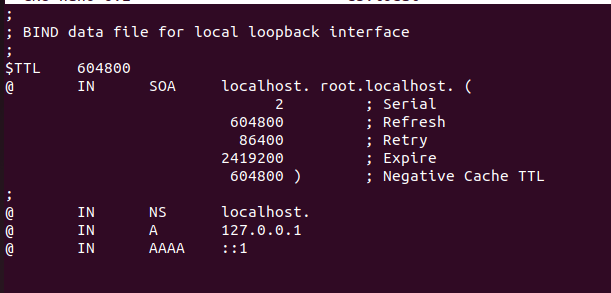 ;
; BIND data file for local loopback interface
;
$TTL    604800
@       IN      SOA     localhost. root.localhost. (
                              2         ; Serial
                         604800         ; Refresh
                          86400         ; Retry
                        2419200         ; Expire
                         604800 )       ; Negative Cache TTL
;
@       IN      NS      localhost.
@       IN      A       127.0.0.1
@       IN      AAAA    ::1